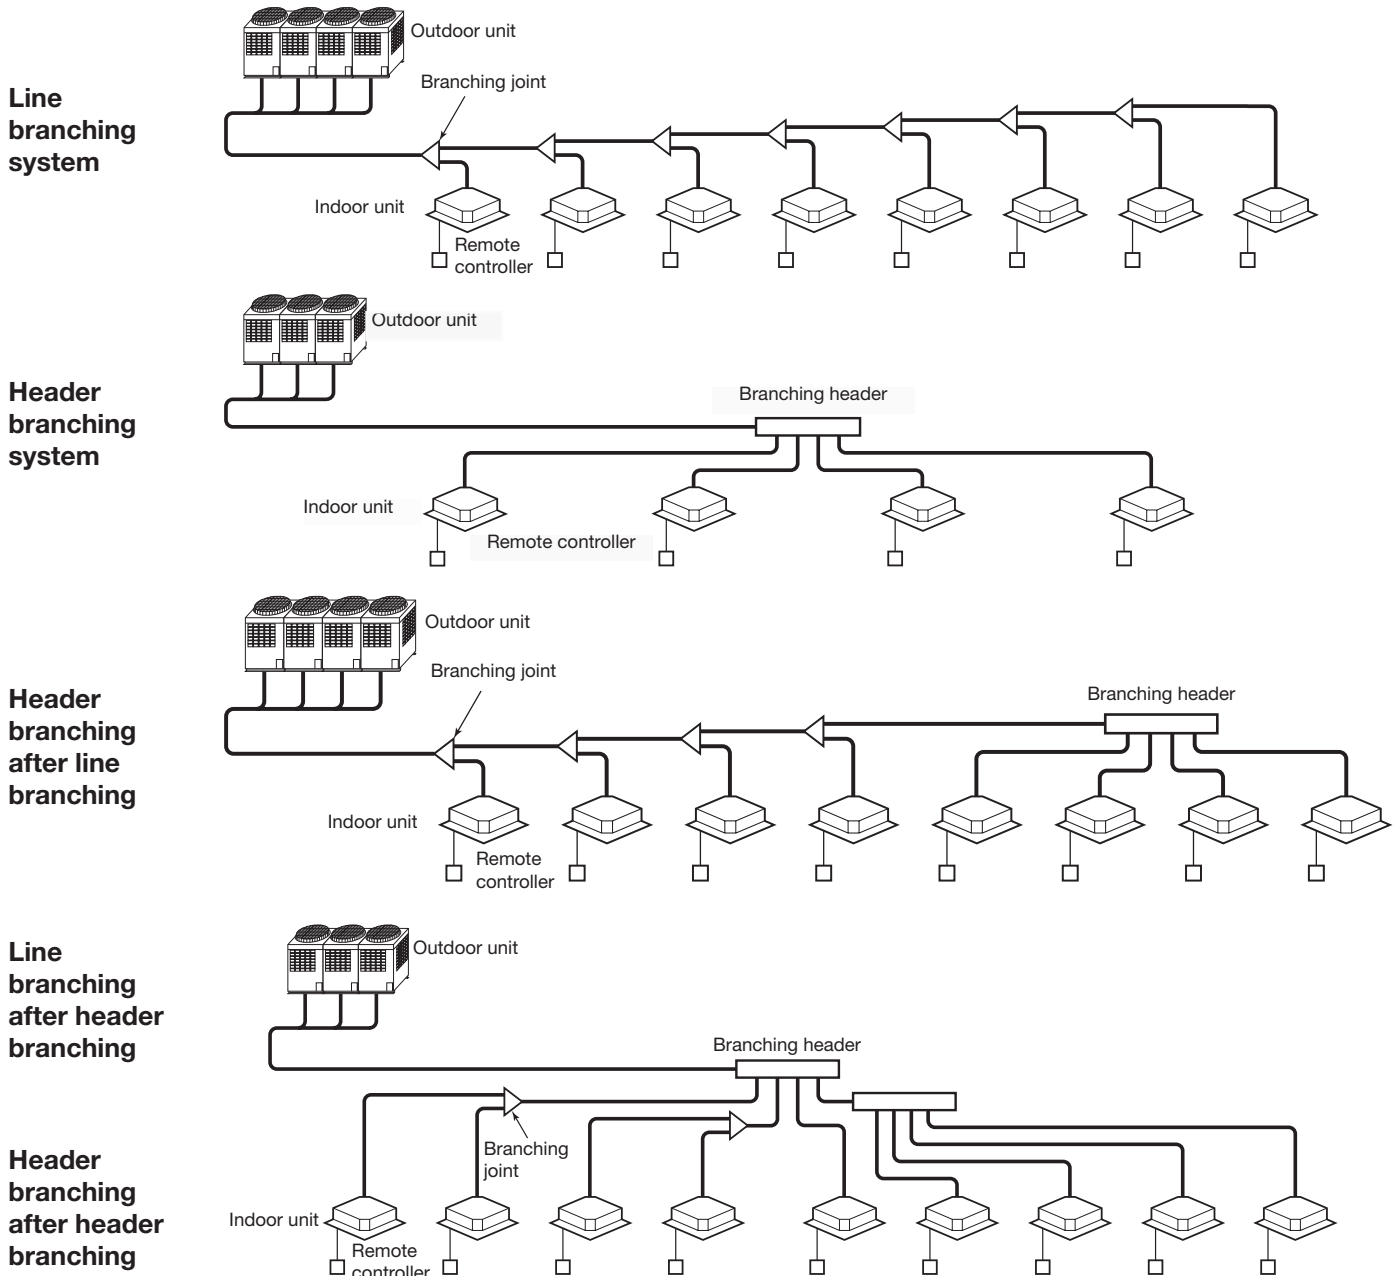 Line
branching
system
Outdoor unit
Branching joint
Indoor unit
Remote
controller
Header
branching
system
Outdoor unit
Branching header
Indoor unit
Remote controller
Header
branching
after line
branching
Outdoor unit
Branching joint
Branching header
Indoor unit
Remote
controller
Line
branching
after header
branching
Outdoor unit
Branching header
Branching
joint
Header
branching
after header
branching
Indoor unit
Remote
controller